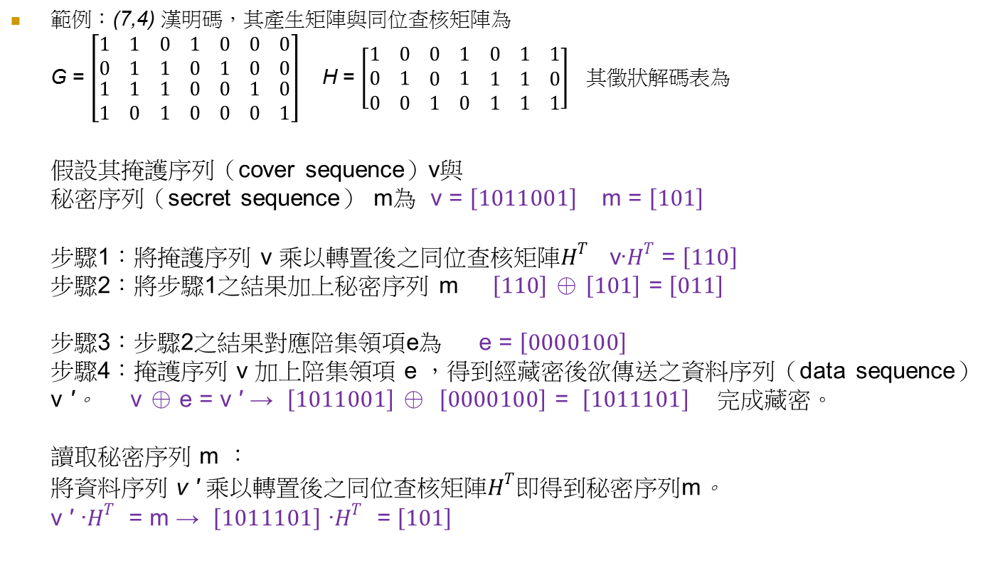 範例：(7,4) 漢明碼，其產生矩陣與同位查核矩陣為
G = [1 1 0 1 0 0 0
0 1 1 0 1 0 0
1 1 1 0 0 1 0
1 0 1 0 0 0 1]
H = [1 0 0 1 0 1 1
0 1 0 1 1 1 0
0 0 1 0 1 1 1]
其徵狀解碼表為
假設其掩護序列（cover sequence）v與
秘密序列（secret sequence） m為 v = [1011001] m = [101]
步驟1：將掩護序列 v 乘以轉置後之同位查核矩陣Hᵀ v·Hᵀ = [110]
步驟2：將步驟1之結果加上秘密序列 m [110] ⊕ [101] = [011]
步驟3：步驟2之結果對應陪集領項e為 e = [0000100]
步驟4：掩護序列 v 加上陪集領項 e ，得到經藏密後欲傳送之資料序列（data sequence）
v ′。 v ⊕ e = v ′ → [1011001] ⊕ [0000100] = [1011101] 完成藏密。
讀取秘密序列 m ：
將資料序列 v ′ 乘以轉置後之同位查核矩陣Hᵀ即得到秘密序列m。
v ′ ·Hᵀ = m → [1011101] ·Hᵀ = [101]